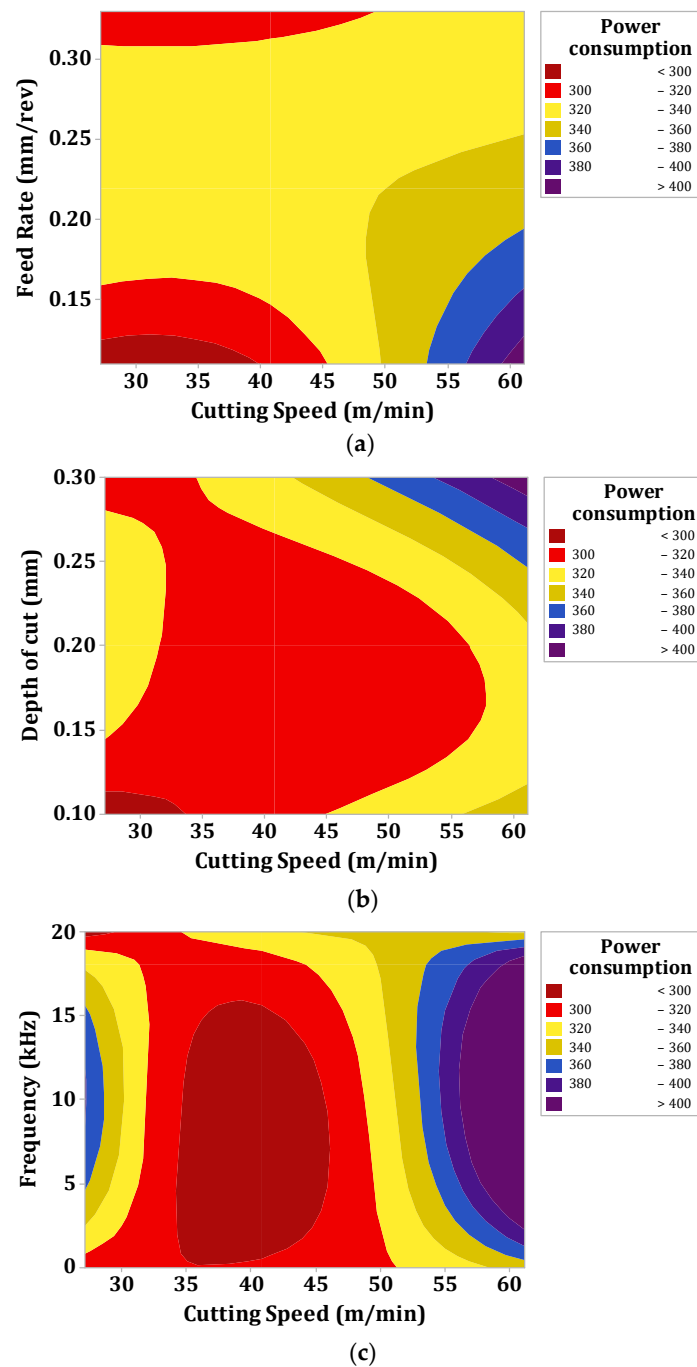 Power
consumption
< 300
300 – 320
320 – 340
340 – 360
360 – 380
380 – 400
> 400
0.30
0.25
0.20
0.15
Feed Rate (mm/rev)
30 35 40 45 50 55 60
Cutting Speed (m/min)
(a)
Power
consumption
< 300
300 – 320
320 – 340
340 – 360
360 – 380
380 – 400
> 400
0.30
0.25
0.20
0.15
0.10
Depth of cut (mm)
30 35 40 45 50 55 60
Cutting Speed (m/min)
(b)
Power
consumption
< 300
300 – 320
320 – 340
340 – 360
360 – 380
380 – 400
> 400
20
15
10
5
0
Frequency (kHz)
30 35 40 45 50 55 60
Cutting Speed (m/min)
(c)